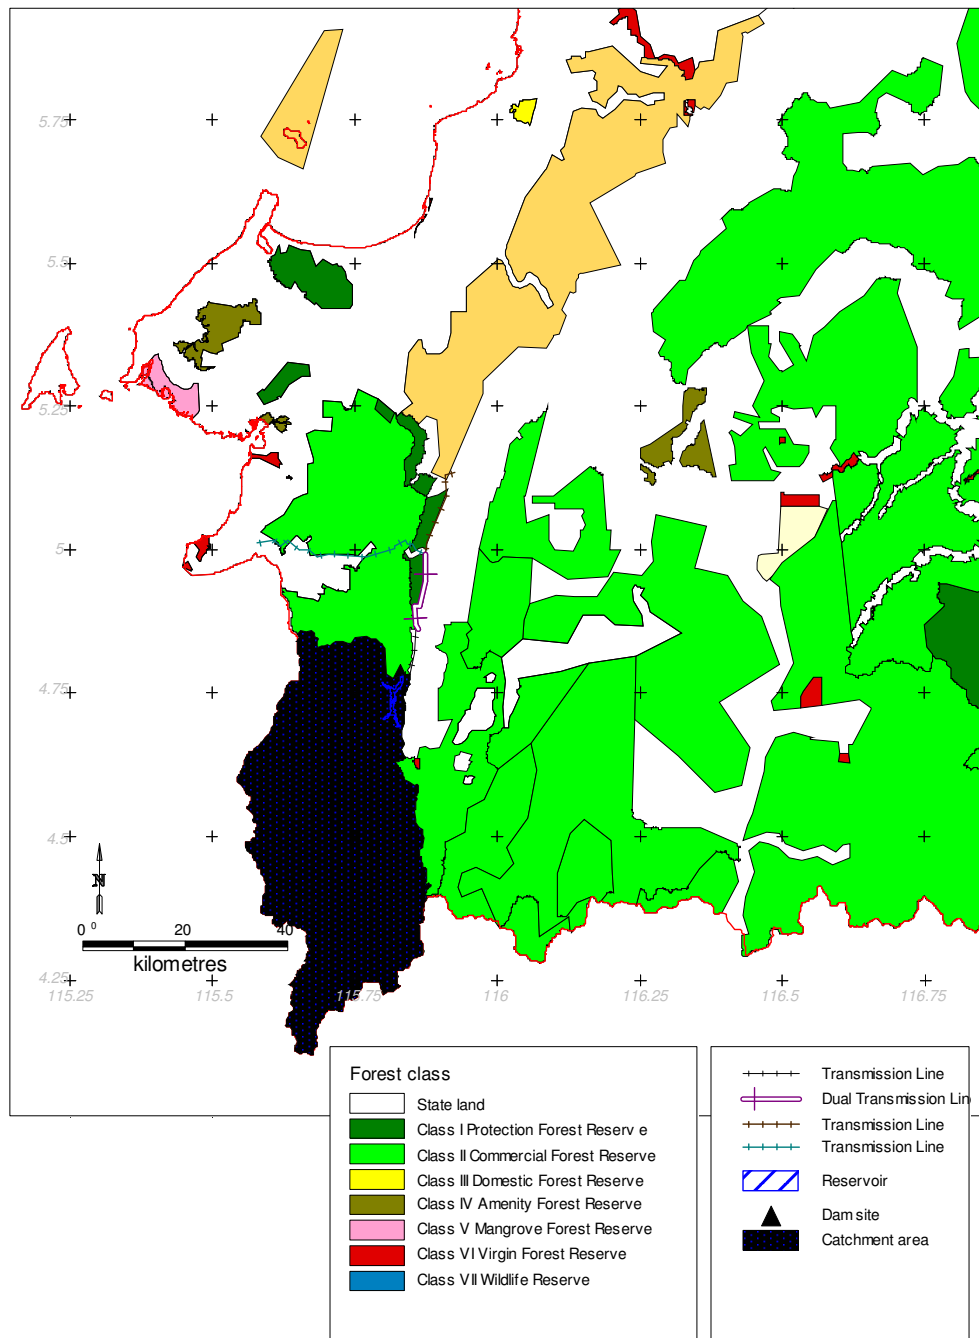 5.75
5.5
5.25
5
4.75
4.5
4.25
115.25
115.5
115.75
116
116.25
116.5
116.75
N
0 0 20 40
kilometres
Forest class
State land
Class I Protection Forest Reserv e
Class II Commercial Forest Reserve
Class III Domestic Forest Reserve
Class IV Amenity Forest Reserve
Class V Mangrove Forest Reserve
Class VI Virgin Forest Reserve
Class VII Wildlife Reserve
Transmission Line
Dual Transmission Lin
Transmission Line
Transmission Line
Reservoir
Dam site
Catchment area